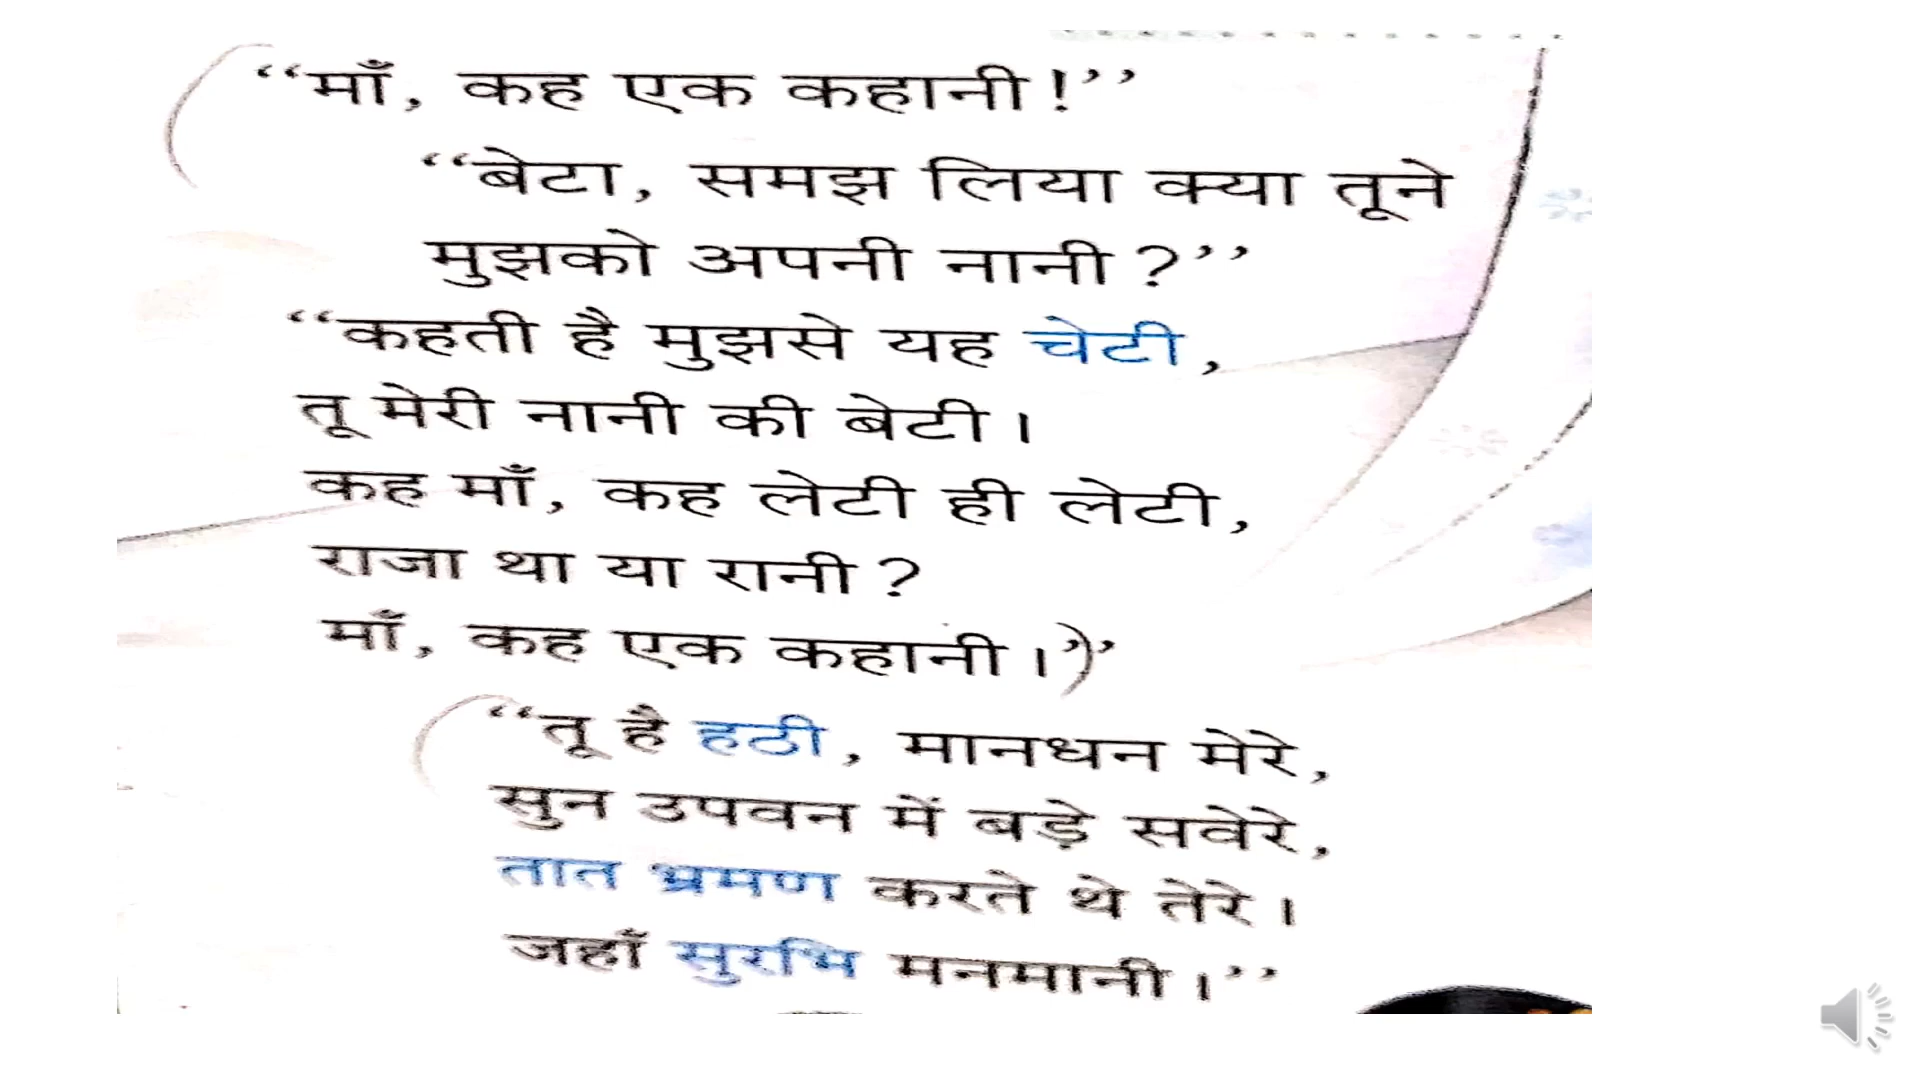 ‘‘माँ, कह एक कहानी!’’
‘‘बेटा, समझ लिया क्या तूने
मुझको अपनी नानी?’’
‘‘कहती है मुझसे यह चेटी,
तू मेरी नानी की बेटी।
कह माँ, कह लेटी ही लेटी,
राजा था या रानी?
माँ, कह एक कहानी।’’
‘‘तू है हठी, मानधन मेरे,
सुन उपवन में बड़े सवेरे,
तात भ्रमण करते थे तेरे।
जहाँ सुरभि मनमानी।’’